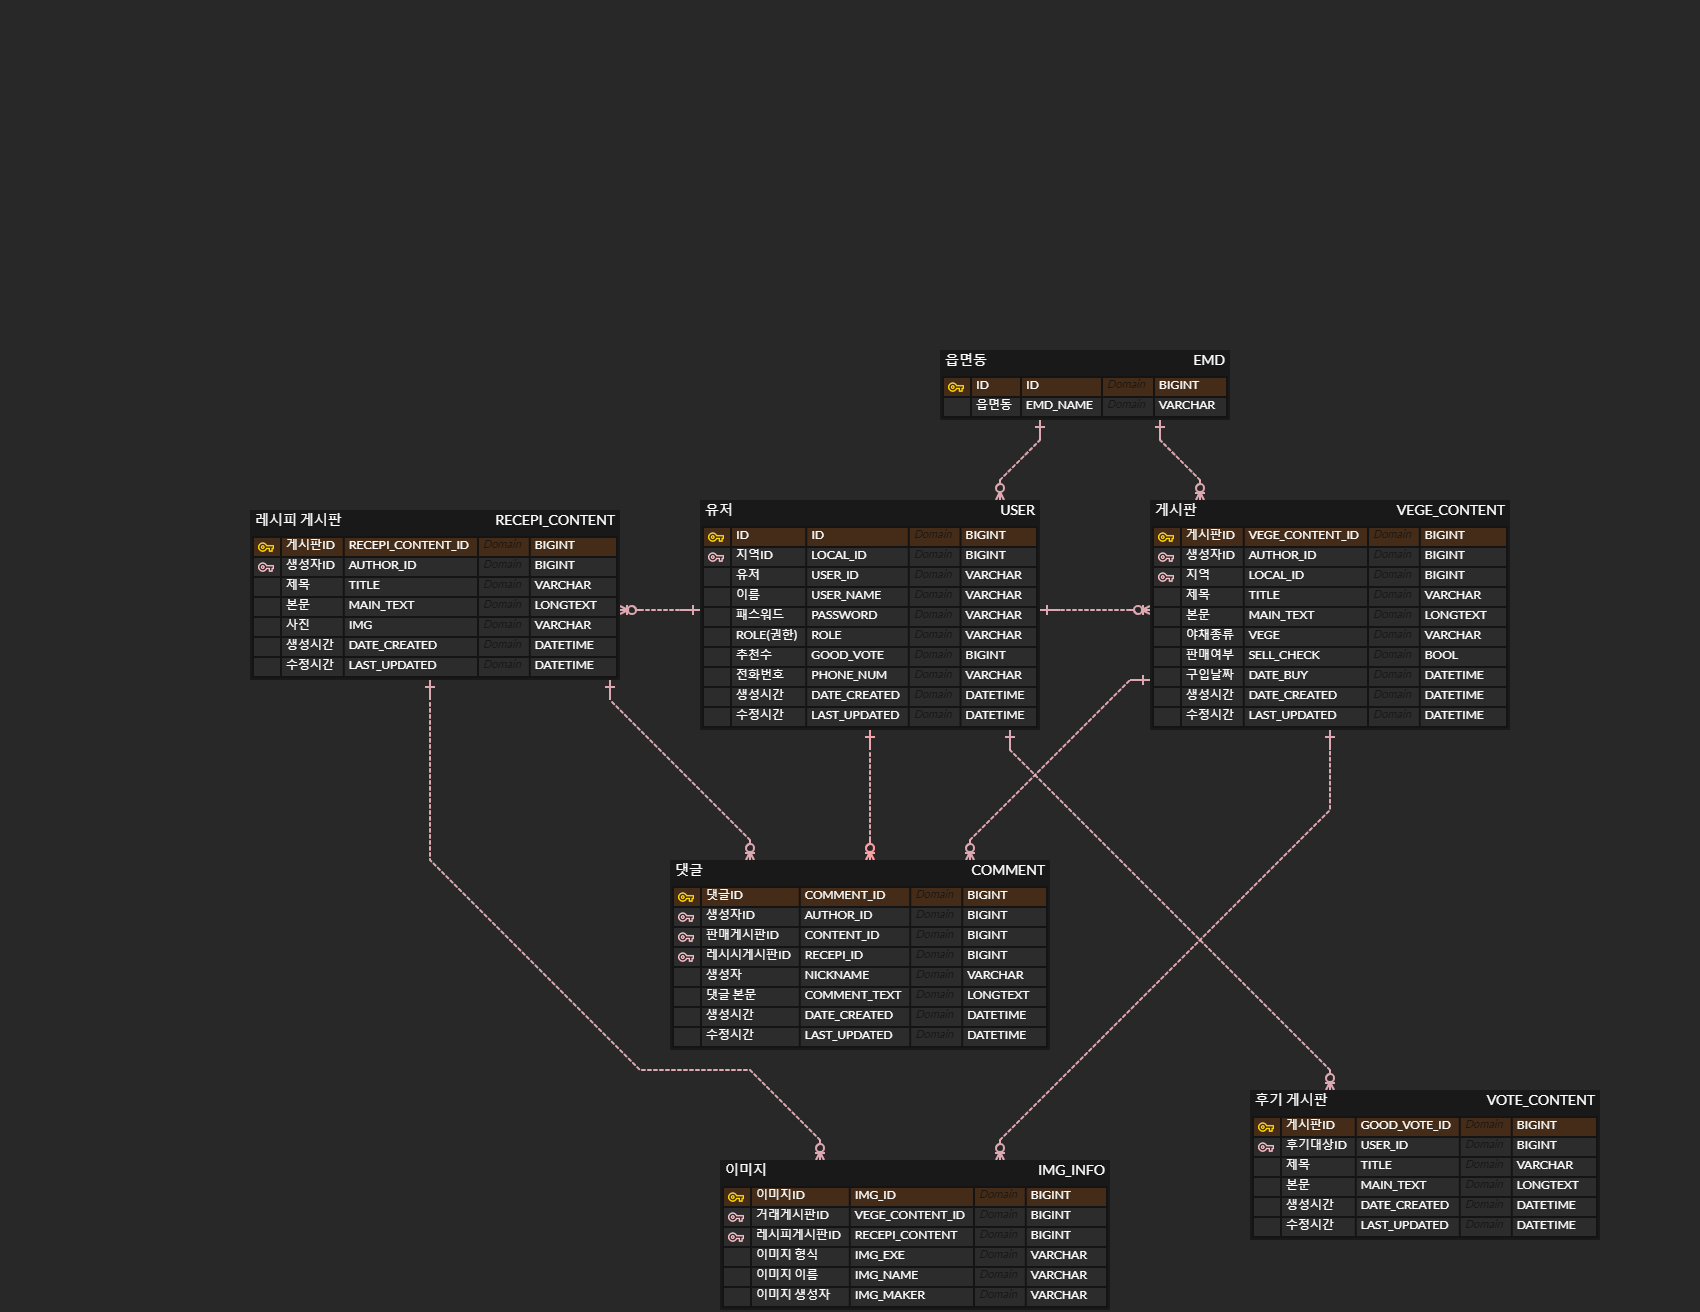 읍면동 EMD
ID ID Domain BIGINT
읍면동 EMD_NAME Domain VARCHAR
레시피 게시판 RECEPI_CONTENT
게시판ID RECEPI_CONTENT_ID Domain BIGINT
생성자ID AUTHOR_ID Domain BIGINT
제목 TITLE Domain VARCHAR
본문 MAIN_TEXT Domain LONGTEXT
사진 IMG Domain VARCHAR
생성시간 DATE_CREATED Domain DATETIME
수정시간 LAST_UPDATED Domain DATETIME
유저 USER
ID ID Domain BIGINT
지역ID LOCAL_ID Domain BIGINT
유저 USER_ID Domain VARCHAR
이름 USER_NAME Domain VARCHAR
패스워드 PASSWORD Domain VARCHAR
ROLE(권한) ROLE Domain VARCHAR
추천수 GOOD_VOTE Domain BIGINT
전화번호 PHONE_NUM Domain VARCHAR
생성시간 DATE_CREATED Domain DATETIME
수정시간 LAST_UPDATED Domain DATETIME
게시판 VEGE_CONTENT
게시판ID VEGE_CONTENT_ID Domain BIGINT
생성자ID AUTHOR_ID Domain BIGINT
지역 LOCAL_ID Domain BIGINT
제목 TITLE Domain VARCHAR
본문 MAIN_TEXT Domain LONGTEXT
야채종류 VEGE Domain VARCHAR
판매여부 SELL_CHECK Domain BOOL
구입날짜 DATE_BUY Domain DATETIME
생성시간 DATE_CREATED Domain DATETIME
수정시간 LAST_UPDATED Domain DATETIME
댓글 COMMENT
댓글ID COMMENT_ID Domain BIGINT
생성자ID AUTHOR_ID Domain BIGINT
판매게시판ID CONTENT_ID Domain BIGINT
레시시게시판ID RECEPI_ID Domain BIGINT
생성자 NICKNAME Domain VARCHAR
댓글 본문 COMMENT_TEXT Domain LONGTEXT
생성시간 DATE_CREATED Domain DATETIME
수정시간 LAST_UPDATED Domain DATETIME
후기 게시판 VOTE_CONTENT
게시판ID GOOD_VOTE_ID Domain BIGINT
후기대상ID USER_ID Domain BIGINT
제목 TITLE Domain VARCHAR
본문 MAIN_TEXT Domain LONGTEXT
생성시간 DATE_CREATED Domain DATETIME
수정시간 LAST_UPDATED Domain DATETIME
이미지 IMG_INFO
이미지ID IMG_ID Domain BIGINT
거래게시판ID VEGE_CONTENT_ID Domain BIGINT
레시피게시판ID RECEPI_CONTENT Domain BIGINT
이미지 형식 IMG_EXE Domain VARCHAR
이미지 이름 IMG_NAME Domain VARCHAR
이미지 생성자 IMG_MAKER Domain VARCHAR